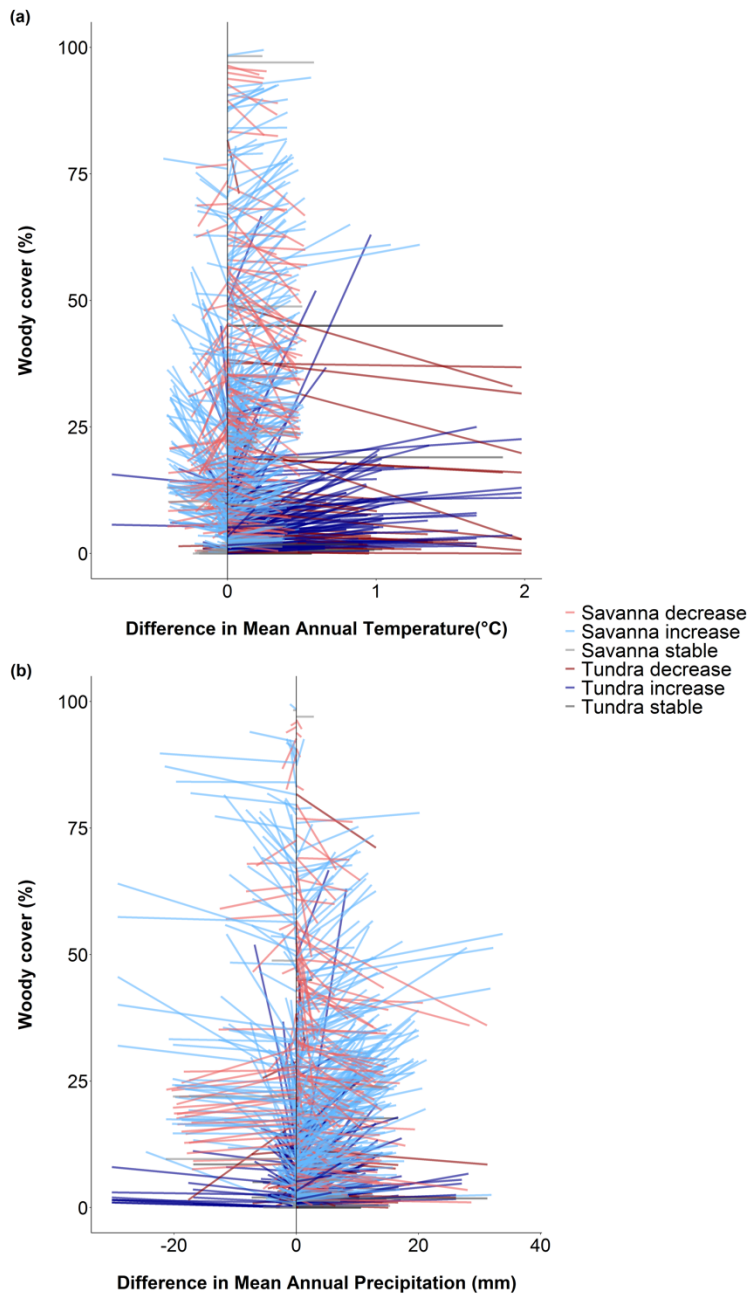 (a)
100
75
50
25
0
Woody cover (%)
0 1 2
Difference in Mean Annual Temperature(°C)
Savanna decrease
Savanna increase
Savanna stable
Tundra decrease
Tundra increase
Tundra stable
(b)
100
75
50
25
0
Woody cover (%)
-20 0 20 40
Difference in Mean Annual Precipitation (mm)